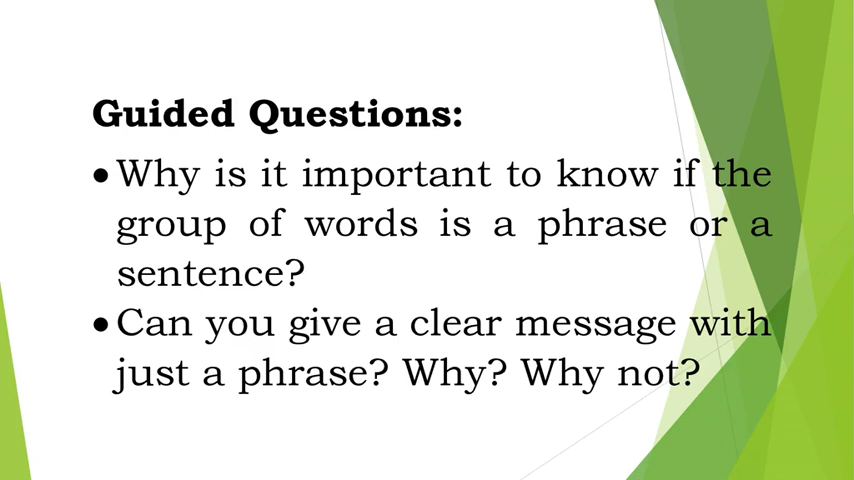 Guided Questions:
•Why is it important to know if the
group of words is a phrase or a
sentence?
•Can you give a clear message with
just a phrase? Why? Why not?